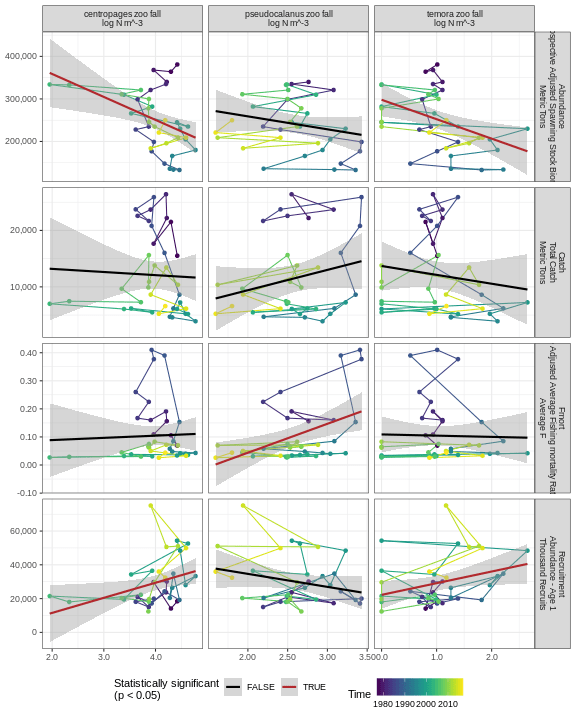 centropages zoo fall
log N m^-3
pseudocalanus zoo fall
log N m^-3
temora zoo fall
log N m^-3
400,000
300,000
200,000
Abundance
Adjusted Spawning Stock
Metric Tons
20,000
10,000
Catch
Total Catch
Metric Tons
0.40
0.30
0.20
0.10
0.00
-0.10
Fmort
Adjusted Average Fishing mortality
Average F
60,000
40,000
20,000
0
Recruitment
Abundance - Age 1
Thousand Recruits
2.0 3.0 4.0
2.00 2.50 3.00 3.50
0.0 1.0 2.0
Statistically significant
(p < 0.05)
FALSE TRUE
Time
1980 1990 2000 2010